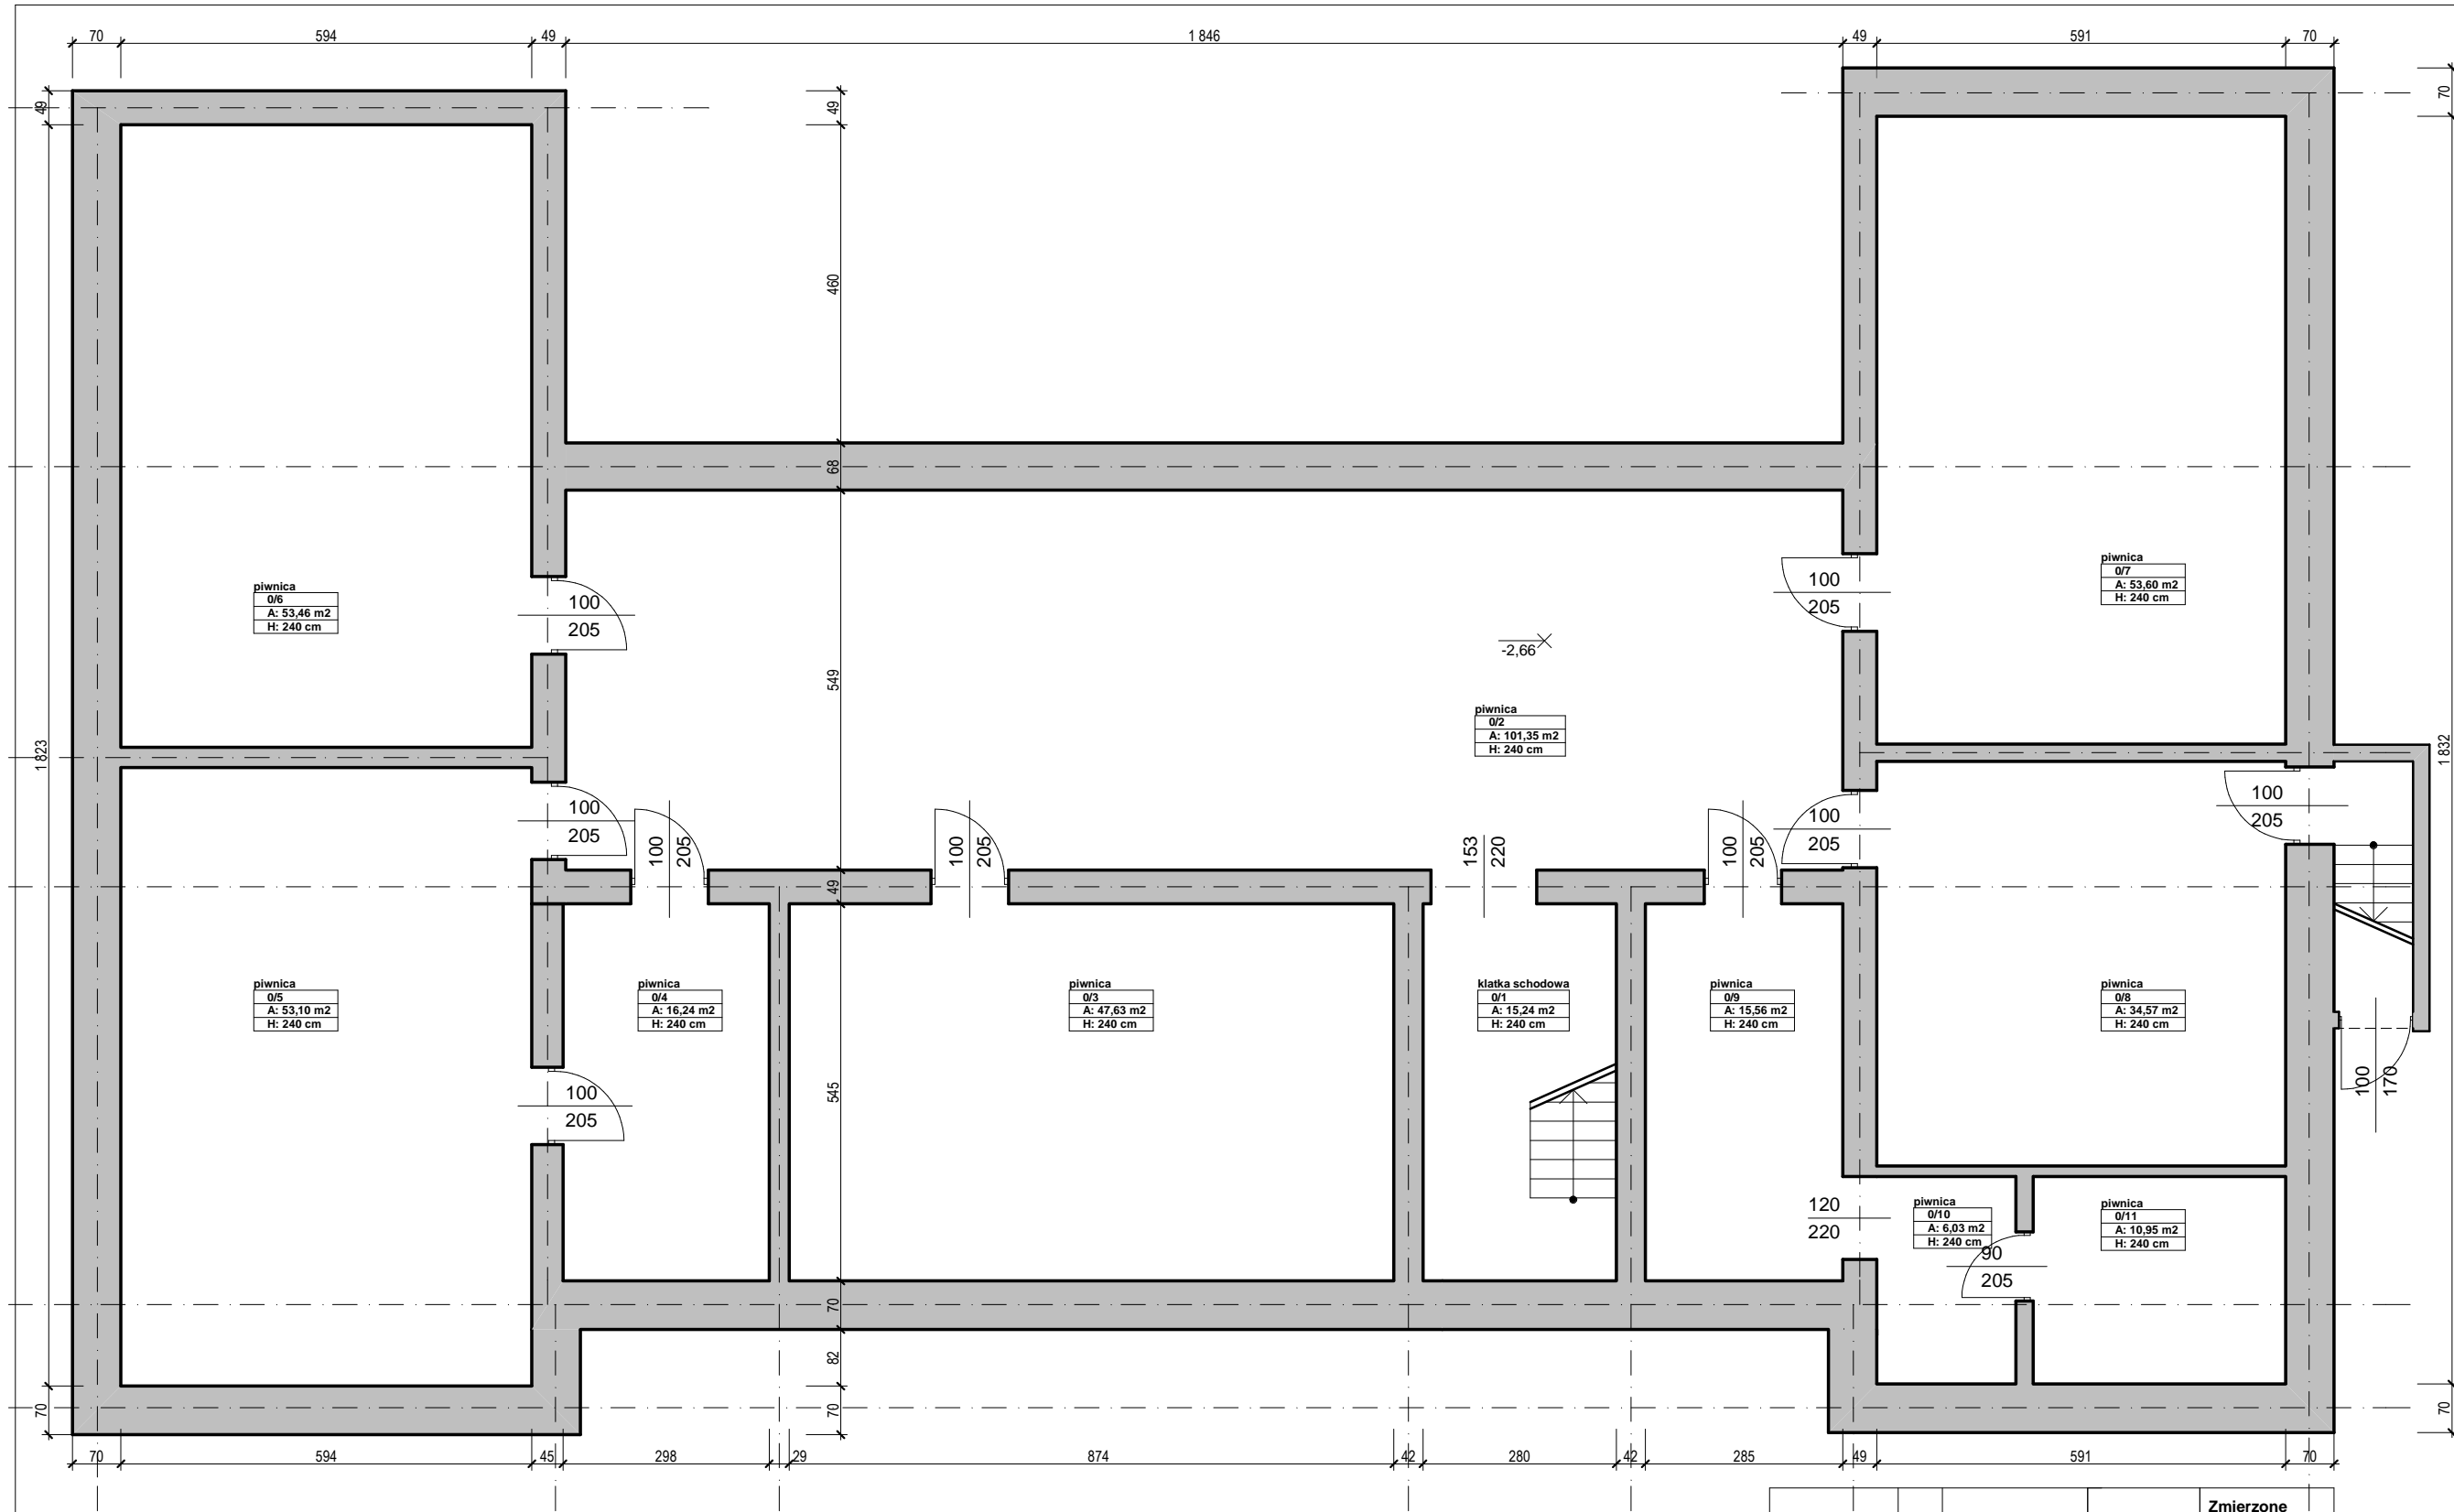 70 594 49 1 846 49 591 70
49
49
70
460
68
549
49
545
70
82
70
1 823
70
1 832
70
piwnica
0/6
A: 53,46 m2
H: 240 cm
100
205
100
205
piwnica
0/7
A: 53,60 m2
H: 240 cm
-2,66
piwnica
0/2
A: 101,35 m2
H: 240 cm
100
205
100
205
100
205
100
205
100
205
153
220
100
205
100
205
piwnica
0/5
A: 53,10 m2
H: 240 cm
piwnica
0/4
A: 16,24 m2
H: 240 cm
piwnica
0/3
A: 47,63 m2
H: 240 cm
klatka schodowa
0/1
A: 15,24 m2
H: 240 cm
piwnica
0/9
A: 15,56 m2
H: 240 cm
piwnica
0/8
A: 34,57 m2
H: 240 cm
100
170
120
220
piwnica
0/10
A: 6,03 m2
H: 240 cm
90
205
piwnica
0/11
A: 10,95 m2
H: 240 cm
70 594 45 298 29 874 42 280 42 285 49 591 70
Zmierzone